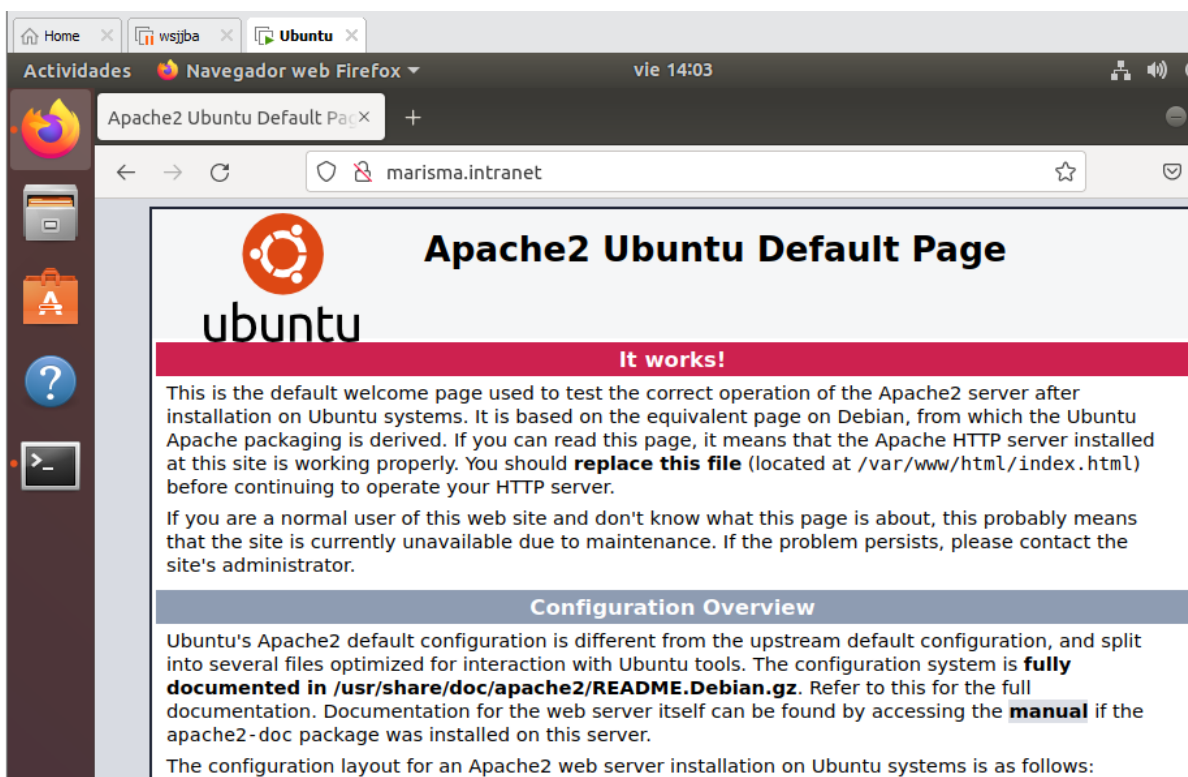 Home
wsjjba
Ubuntu
Actividades
Navegador web Firefox
vie 14:03
Apache2 Ubuntu Default Pag
marisma.intranet
ubuntu
Apache2 Ubuntu Default Page
It works!
This is the default welcome page used to test the correct operation of the Apache2 server after
installation on Ubuntu systems. It is based on the equivalent page on Debian, from which the Ubuntu
Apache packaging is derived. If you can read this page, it means that the Apache HTTP server installed
at this site is working properly. You should replace this file (located at /var/www/html/index.html)
before continuing to operate your HTTP server.
If you are a normal user of this web site and don't know what this page is about, this probably means
that the site is currently unavailable due to maintenance. If the problem persists, please contact the
site's administrator.
Configuration Overview
Ubuntu's Apache2 default configuration is different from the upstream default configuration, and split
into several files optimized for interaction with Ubuntu tools. The configuration system is fully
documented in /usr/share/doc/apache2/README.Debian.gz. Refer to this for the full
documentation. Documentation for the web server itself can be found by accessing the manual if the
apache2-doc package was installed on this server.
The configuration layout for an Apache2 web server installation on Ubuntu systems is as follows: